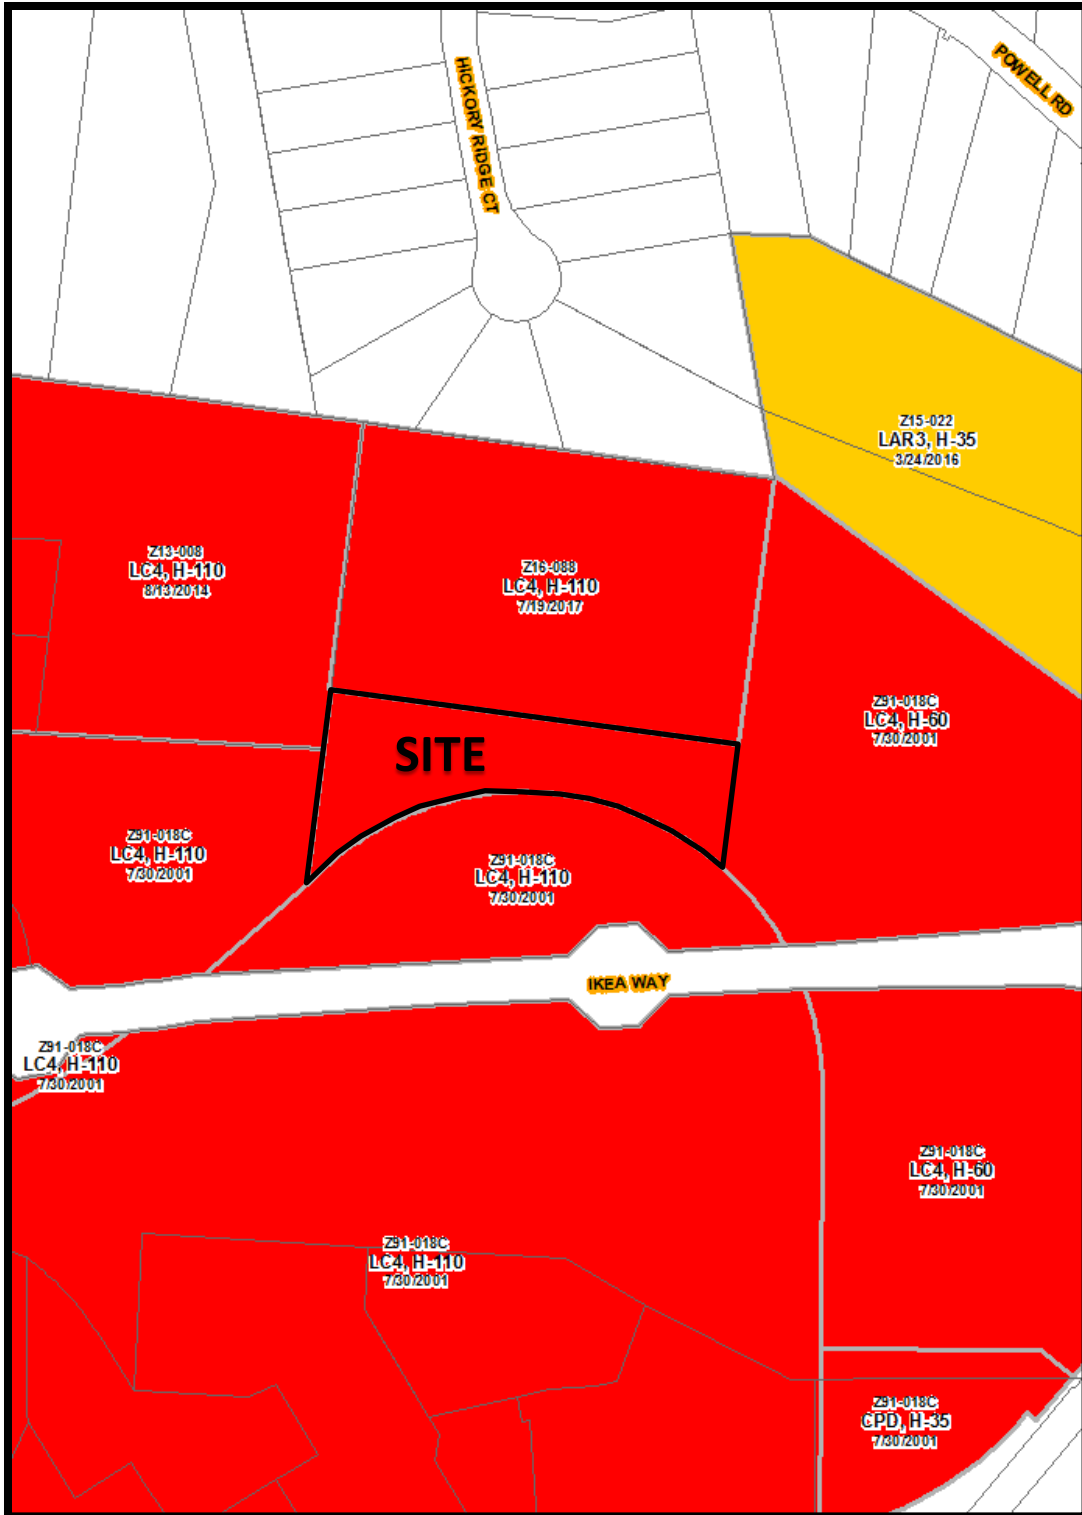 POWELL RD
HICKORY RIDGE CT
Z15-022
LAR3, H-35
3/24/2016
Z13-008
LC4, H-110
8/13/2014
Z16-088
LC4, H-110
7/19/2017
Z91-018C
LC4, H-60
7/30/2001
SITE
Z91-018C
LC4, H-110
7/30/2001
Z91-018C
LC4, H-110
7/30/2001
IKEA WAY
Z91-018C
LC4, H-110
7/30/2001
Z91-018C
LC4, H-60
7/30/2001
Z91-018C
LC4, H-110
7/30/2001
Z91-018C
CPD, H-35
7/30/2001